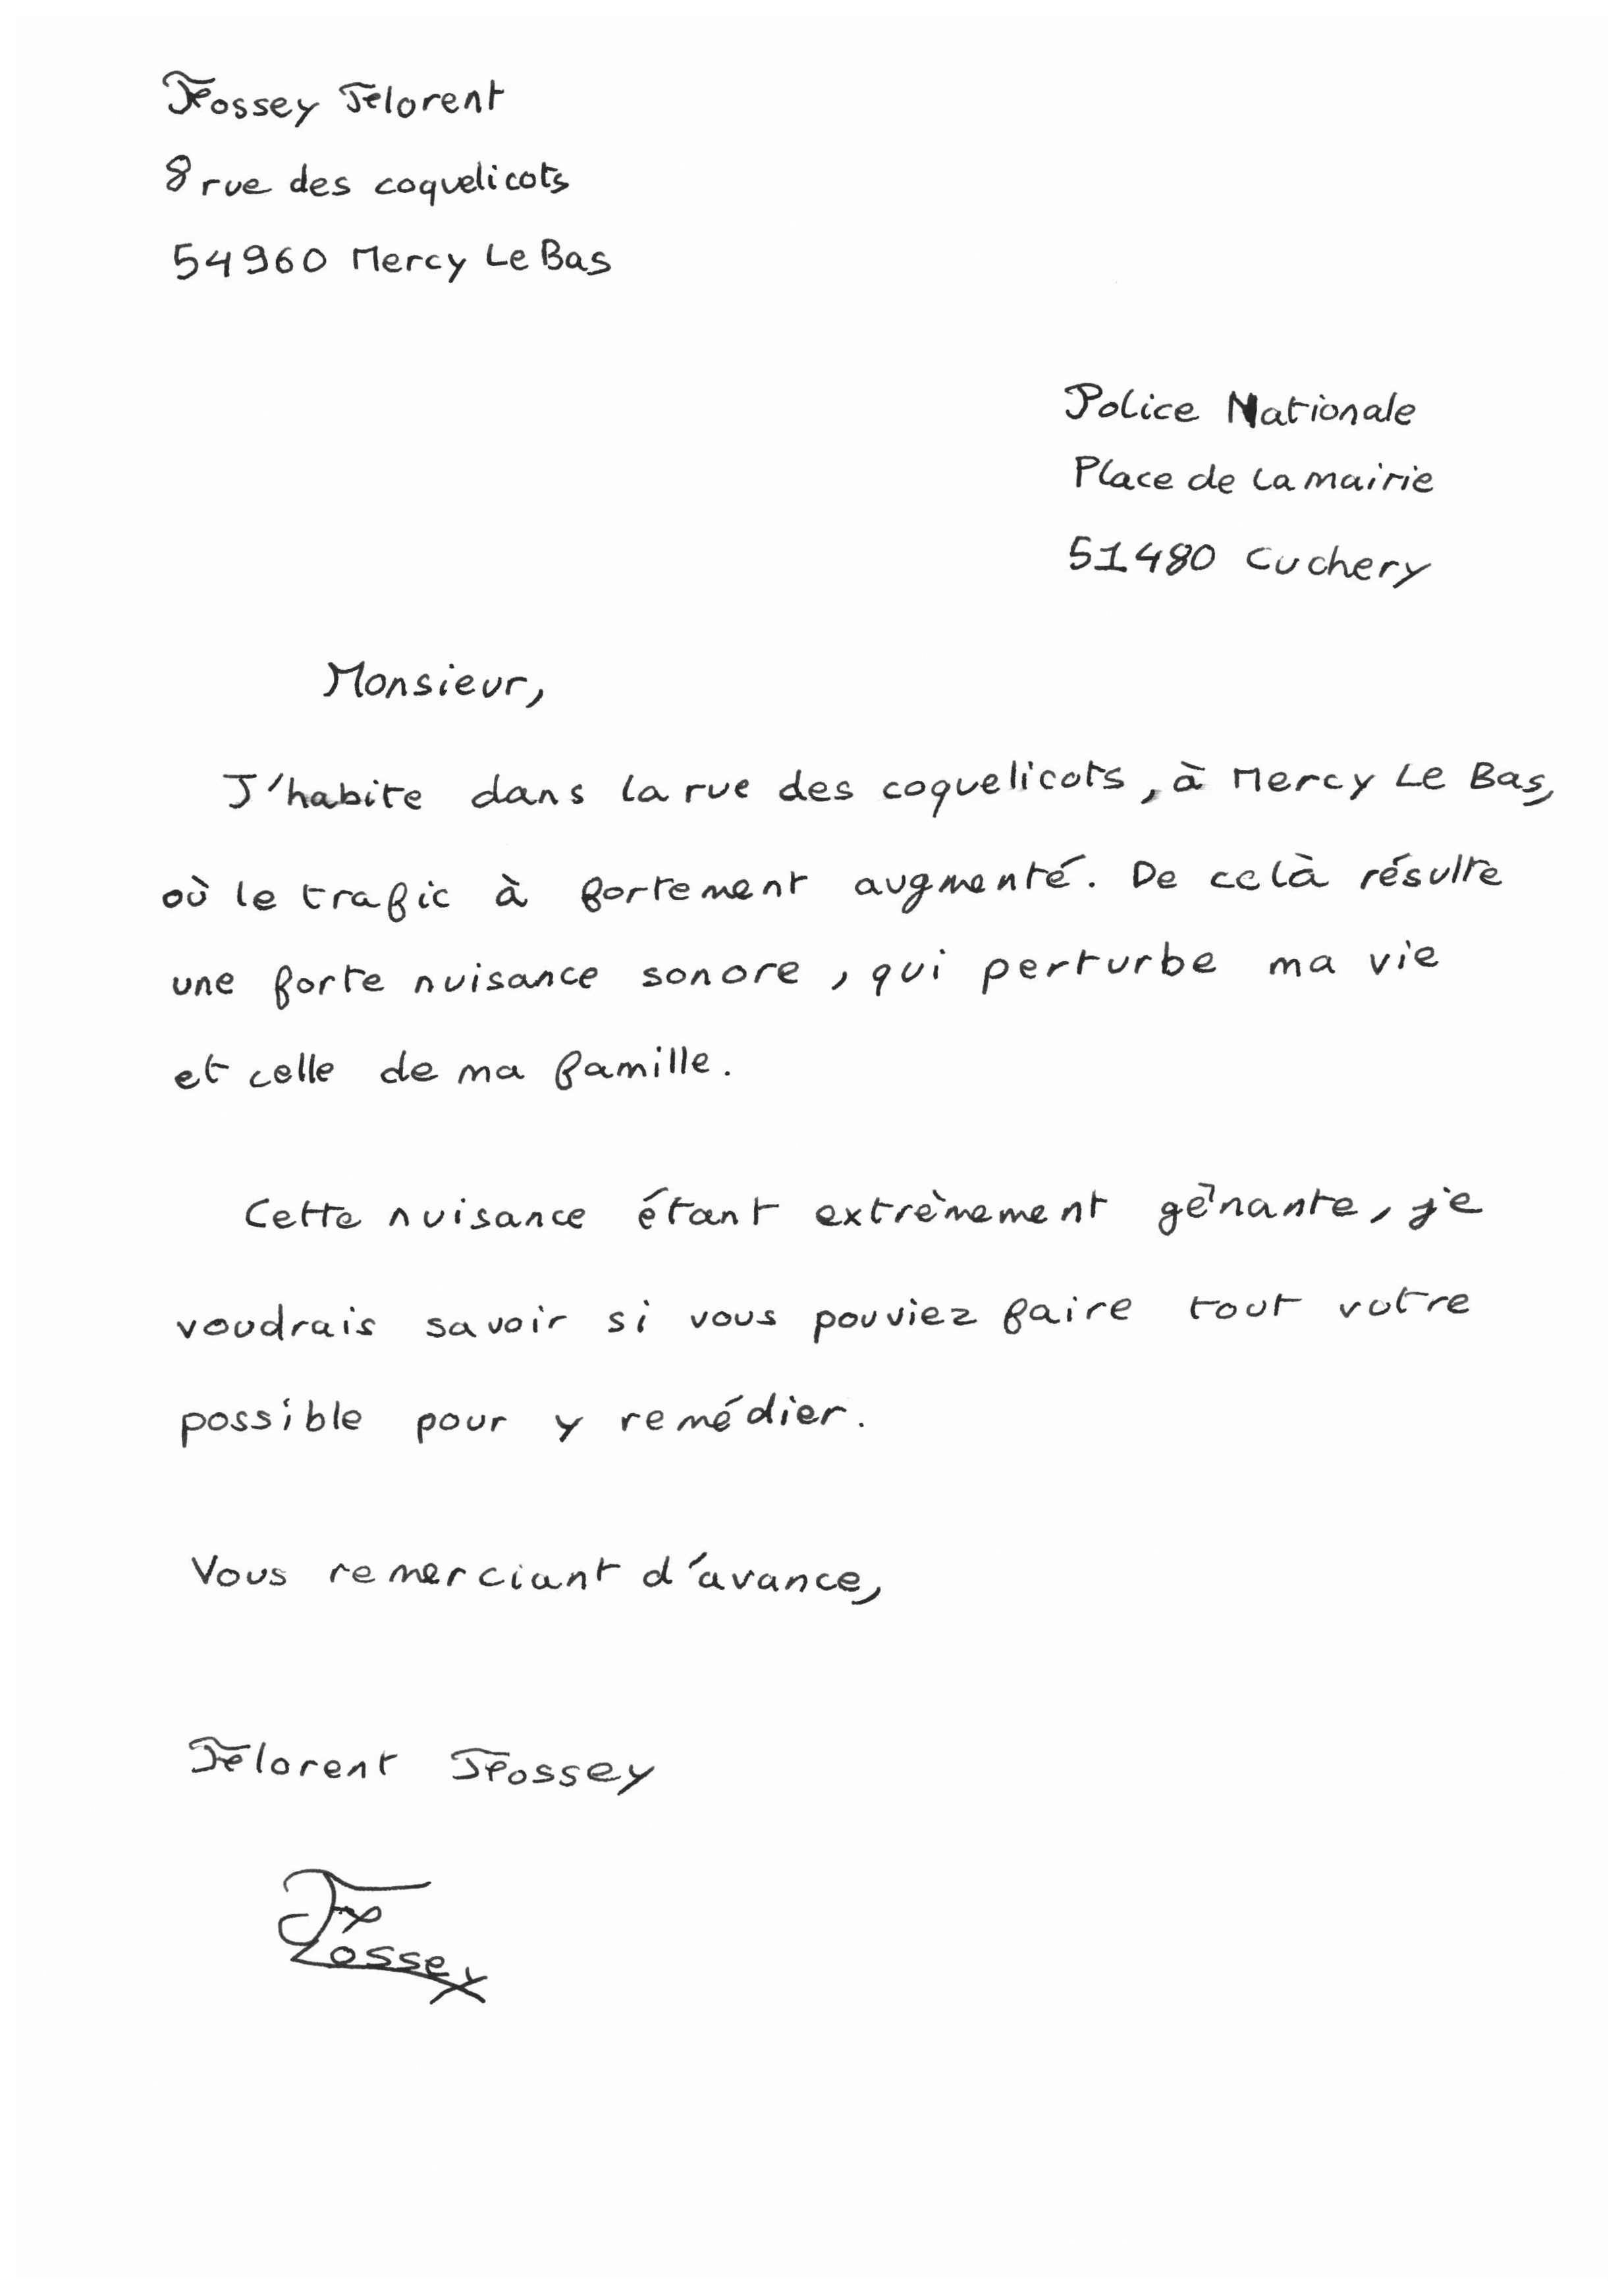 Fossey Florent
8 rue des coquelicots
54960 Mercy Le Bas
Police Nationale
Place de la mairie
51480 Cuchery
Monsieur,
J'habite dans la rue des coquelicots, à Mercy Le Bas,
où le trafic à fortement augmenté. De celà résulte
une forte nuisance sonore, qui perturbe ma vie
et celle de ma famille.
Cette nuisance étant extrèmement gênante, je
voudrais savoir si vous pouviez faire tout votre
possible pour y remédier.
Vous remerciant d'avance,
Florent Fossey
Fossey